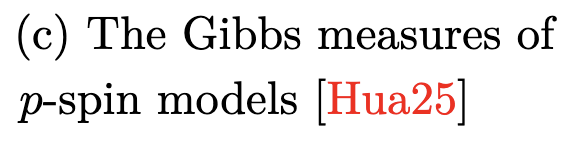 (c) The Gibbs measures of
p-spin models [Hua25]